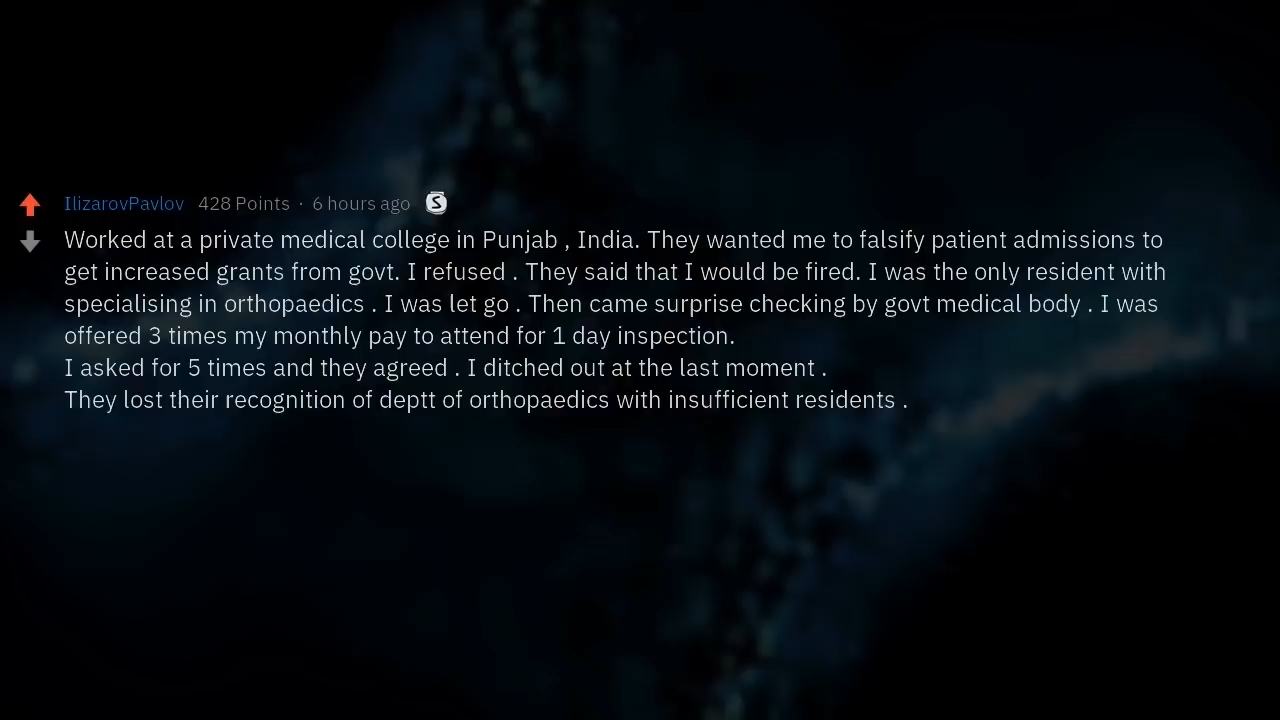 IlizarovPavlov 428 Points · 6 hours ago S
Worked at a private medical college in Punjab , India. They wanted me to falsify patient admissions to
get increased grants from govt. I refused . They said that I would be fired. I was the only resident with
specialising in orthopaedics . I was let go . Then came surprise checking by govt medical body . I was
offered 3 times my monthly pay to attend for 1 day inspection.
I asked for 5 times and they agreed . I ditched out at the last moment .
They lost their recognition of deptt of orthopaedics with insufficient residents .